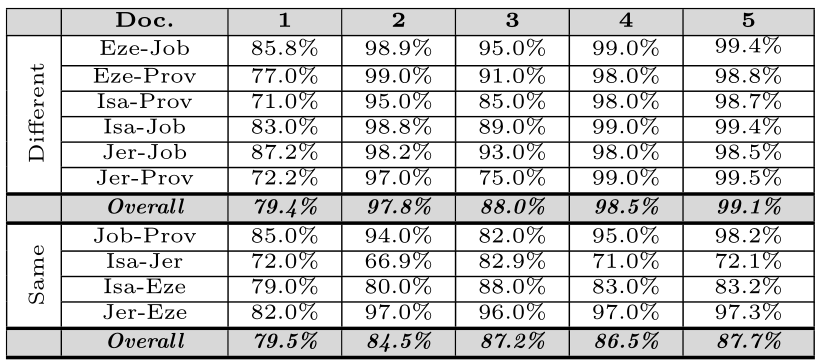 Doc. 1 2 3 4 5
Different
Eze-Job 85.8% 98.9% 95.0% 99.0% 99.4%
Eze-Prov 77.0% 99.0% 91.0% 98.0% 98.8%
Isa-Prov 71.0% 95.0% 85.0% 98.0% 98.7%
Isa-Job 83.0% 98.8% 89.0% 99.0% 99.4%
Jer-Job 87.2% 98.2% 93.0% 98.0% 98.5%
Jer-Prov 72.2% 97.0% 75.0% 99.0% 99.5%
Overall 79.4% 97.8% 88.0% 98.5% 99.1%
Same
Job-Prov 85.0% 94.0% 82.0% 95.0% 98.2%
Isa-Jer 72.0% 66.9% 82.9% 71.0% 72.1%
Isa-Eze 79.0% 80.0% 88.0% 83.0% 83.2%
Jer-Eze 82.0% 97.0% 96.0% 97.0% 97.3%
Overall 79.5% 84.5% 87.2% 86.5% 87.7%